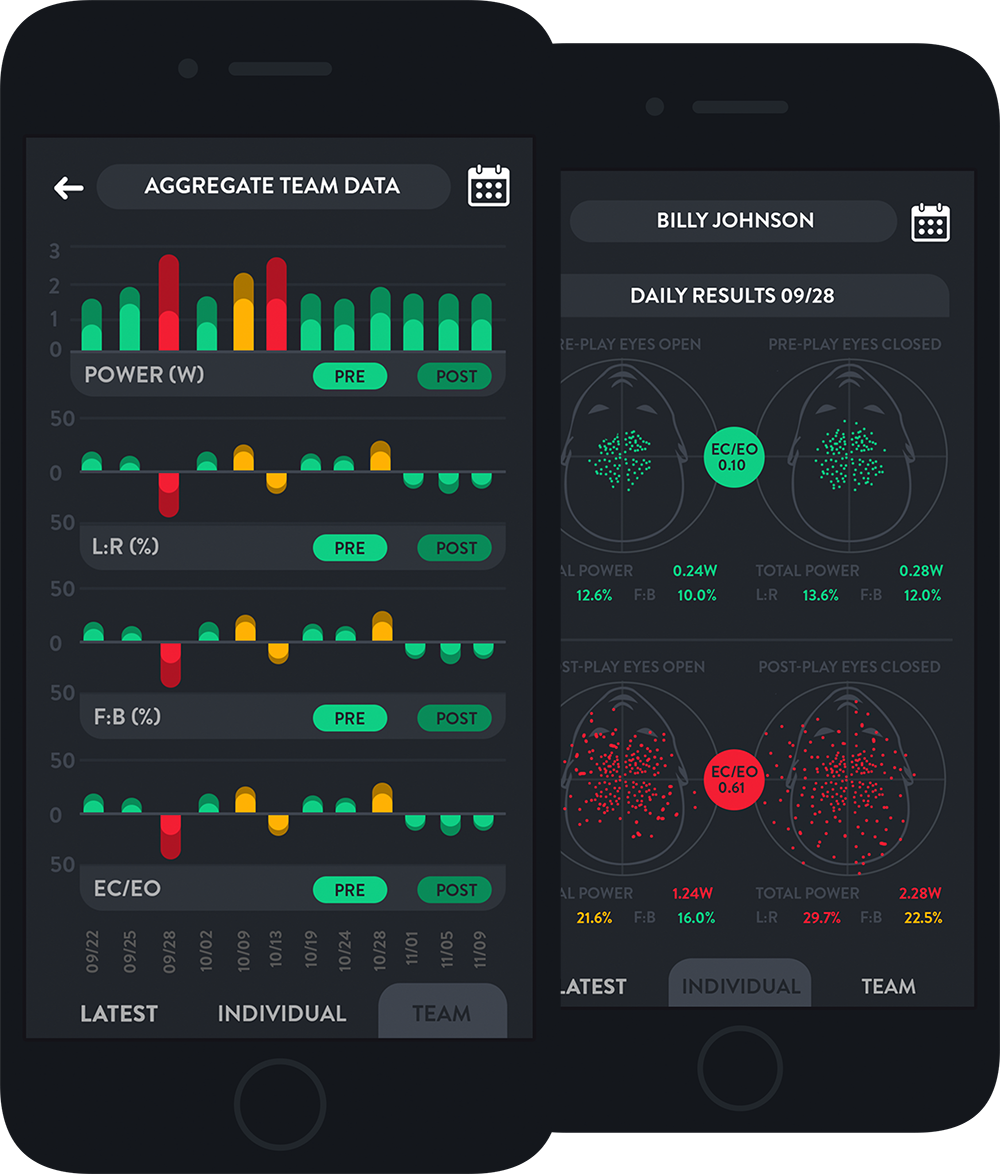 AGGREGATE TEAM DATA
3
2
1
0
POWER (W)
PRE
POST
50
0
50
L:R (%)
PRE
POST
50
0
50
F:B (%)
PRE
POST
50
0
50
EC/EO
PRE
POST
09/22
09/25
09/28
10/02
10/09
10/13
10/19
10/24
10/28
11/01
11/05
11/09
LATEST
INDIVIDUAL
TEAM
BILLY JOHNSON
DAILY RESULTS 09/28
RE-PLAY EYES OPEN
PRE-PLAY EYES CLOSED
EC/EO
0.10
AL POWER 0.24W
TOTAL POWER 0.28W
12.6% F:B 10.0%
L:R 13.6% F:B 12.0%
ST-PLAY EYES OPEN
POST-PLAY EYES CLOSED
EC/EO
0.61
AL POWER 1.24W
TOTAL POWER 2.28W
21.6% F:B 16.0%
L:R 29.7% F:B 22.5%
LATEST
INDIVIDUAL
TEAM